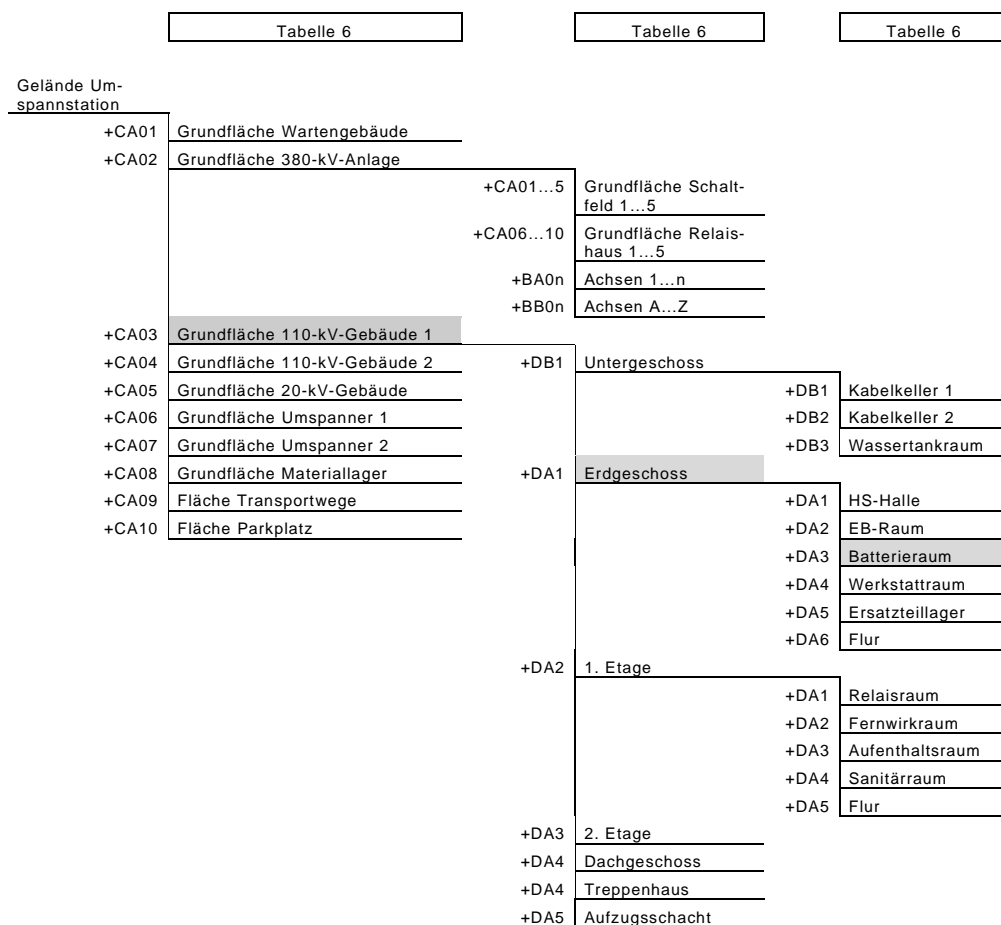 Tabelle 6 Tabelle 6 Tabelle 6
Gelände Um-
spannstation
+CA01 Grundfläche Wartengebäude
+CA02 Grundfläche 380-kV-Anlage
+CA01...5 Grundfläche Schalt-
feld 1...5
+CA06...10 Grundfläche Relais-
haus 1...5
+BA0n Achsen 1...n
+BB0n Achsen A...Z
+CA03 Grundfläche 110-kV-Gebäude 1
+CA04 Grundfläche 110-kV-Gebäude 2 +DB1 Untergeschoss
+CA05 Grundfläche 20-kV-Gebäude +DB1 Kabelkeller 1
+CA06 Grundfläche Umspanner 1 +DB2 Kabelkeller 2
+CA07 Grundfläche Umspanner 2 +DB3 Wassertankraum
+CA08 Grundfläche Materiallager +DA1 Erdgeschoss
+CA09 Fläche Transportwege +DA1 HS-Halle
+CA10 Fläche Parkplatz +DA2 EB-Raum
+DA3 Batterieraum
+DA4 Werkstattraum
+DA5 Ersatzteillager
+DA6 Flur
+DA2 1. Etage
+DA1 Relaisraum
+DA2 Fernwirkraum
+DA3 Aufenthaltsraum
+DA4 Sanitärraum
+DA5 Flur
+DA3 2. Etage
+DA4 Dachgeschoss
+DA4 Treppenhaus
+DA5 Aufzugsschacht